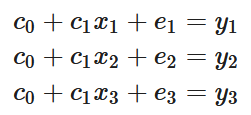 c₀ + c₁x₁ + e₁ = y₁
c₀ + c₁x₂ + e₂ = y₂
c₀ + c₁x₃ + e₃ = y₃